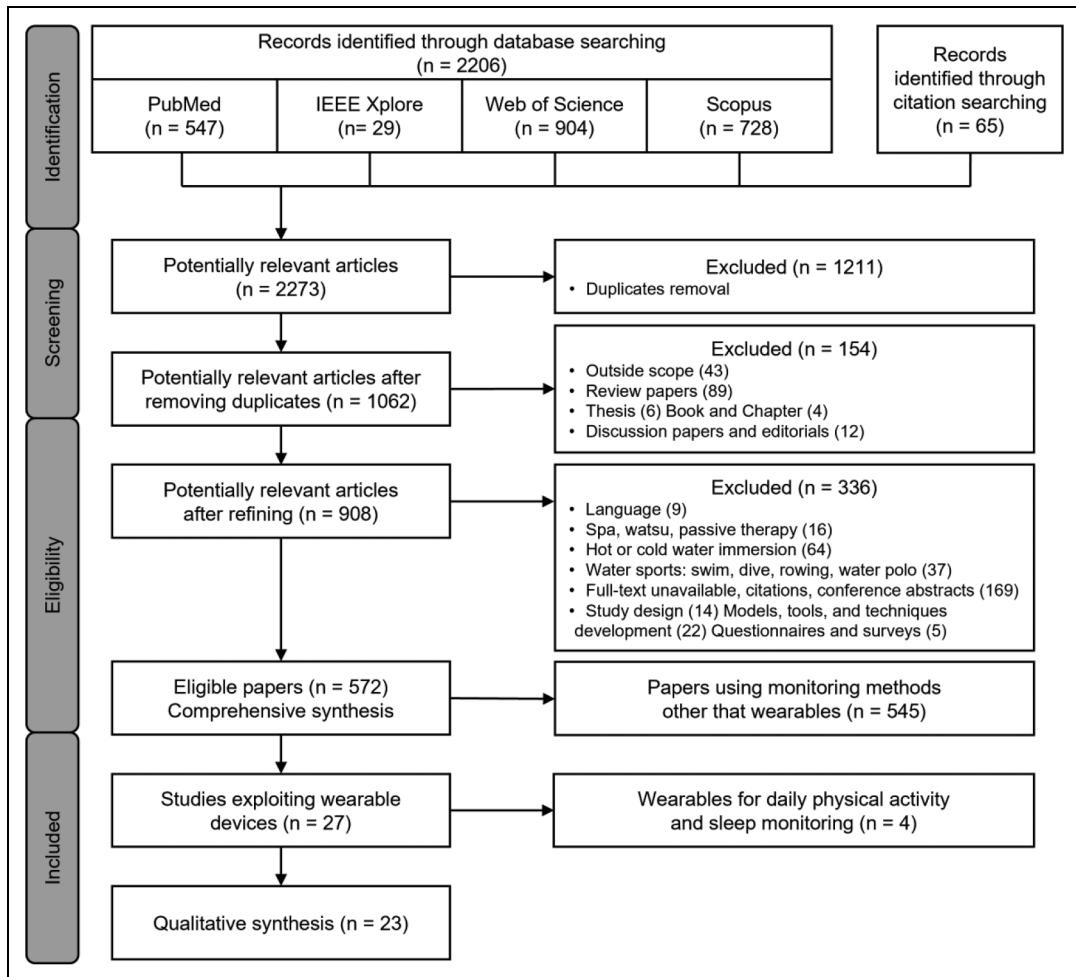 Identification
Records identified through database searching
(n = 2206)
PubMed
(n = 547)
IEEE Xplore
(n= 29)
Web of Science
(n = 904)
Scopus
(n = 728)
Records
identified through
citation searching
(n = 65)
Screening
Potentially relevant articles
(n = 2273)
Excluded (n = 1211)
• Duplicates removal
Potentially relevant articles after
removing duplicates (n = 1062)
Excluded (n = 154)
• Outside scope (43)
• Review papers (89)
• Thesis (6) Book and Chapter (4)
• Discussion papers and editorials (12)
Eligibility
Potentially relevant articles
after refining (n = 908)
Excluded (n = 336)
• Language (9)
• Spa, watsu, passive therapy (16)
• Hot or cold water immersion (64)
• Water sports: swim, dive, rowing, water polo (37)
• Full-text unavailable, citations, conference abstracts (169)
• Study design (14) Models, tools, and techniques
development (22) Questionnaires and surveys (5)
Eligible papers (n = 572)
Comprehensive synthesis
Papers using monitoring methods
other that wearables (n = 545)
Included
Studies exploiting wearable
devices (n = 27)
Wearables for daily physical activity
and sleep monitoring (n = 4)
Qualitative synthesis (n = 23)